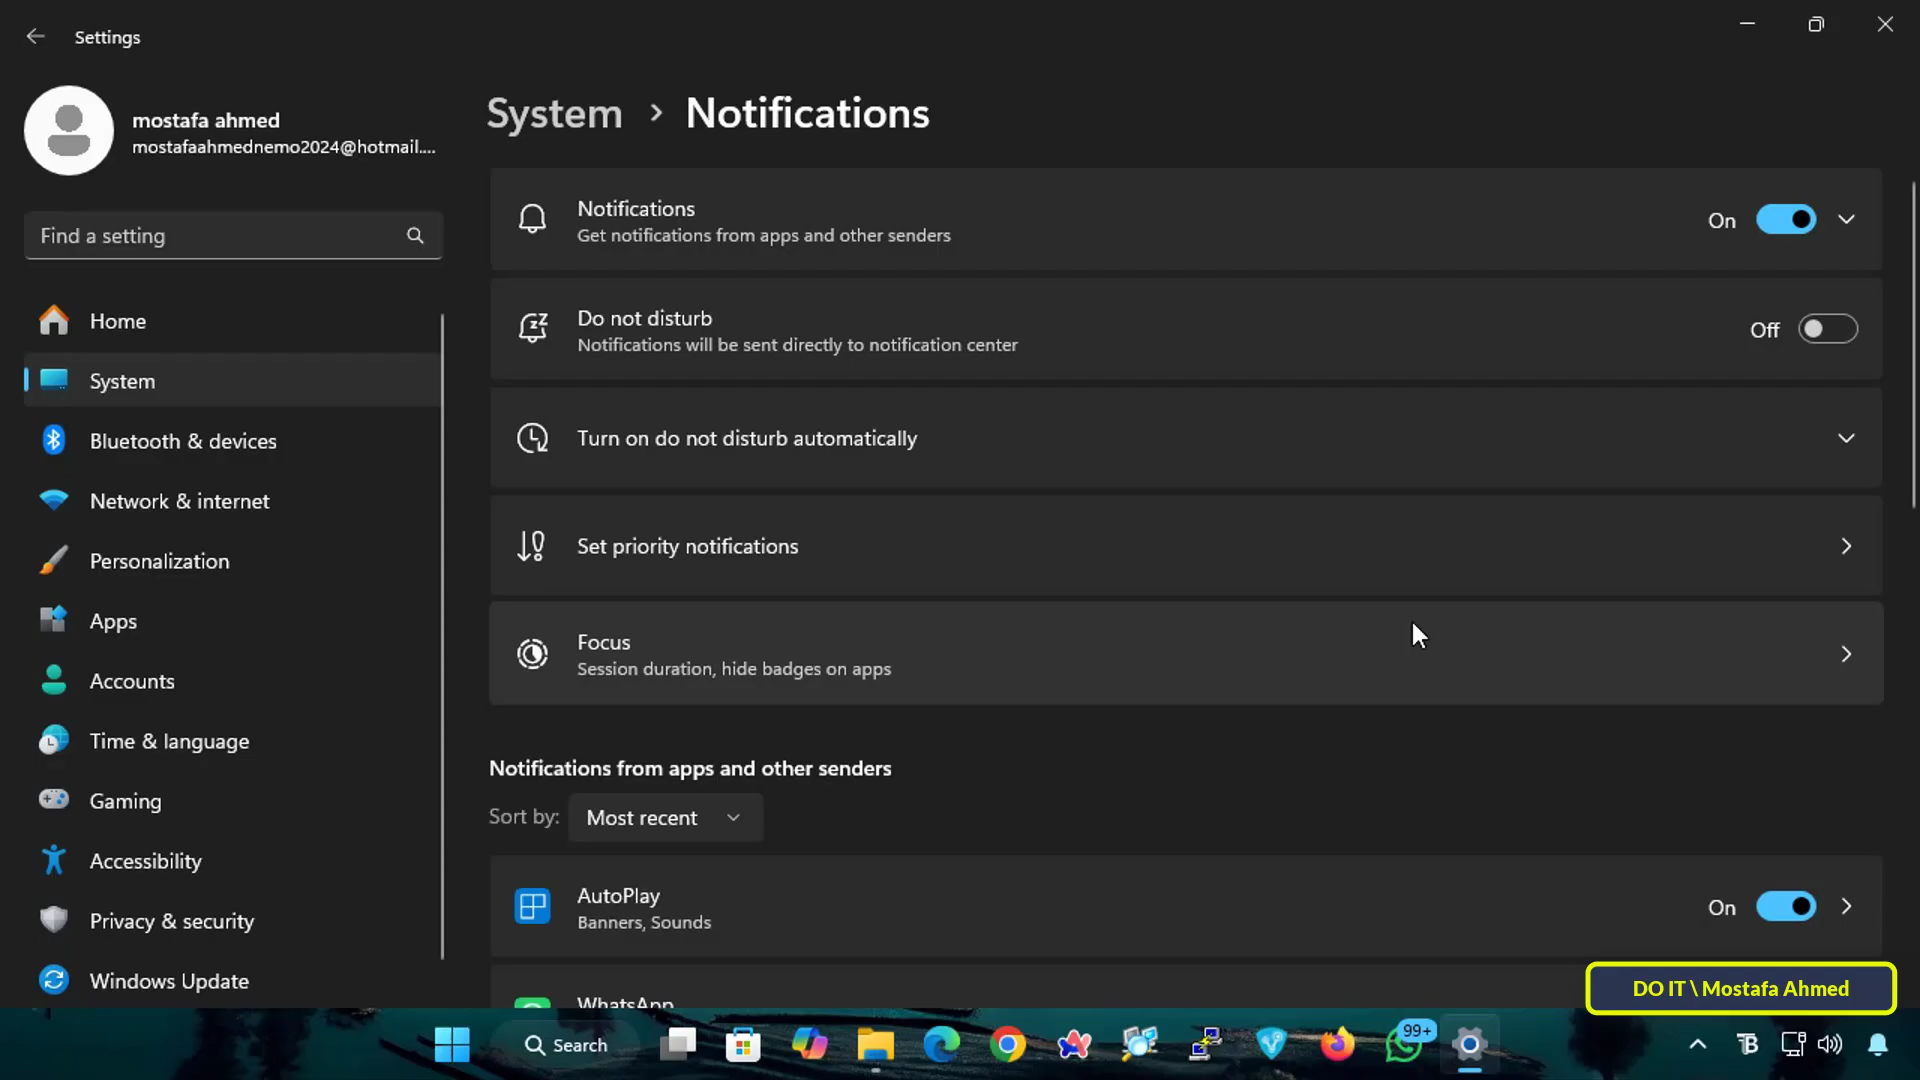 Settings
mostafa ahmed
mostafaahmednemo2024@hotmail....
Find a setting
Home
System
Bluetooth & devices
Network & internet
Personalization
Apps
Accounts
Time & language
Gaming
Accessibility
Privacy & security
Windows Update
System > Notifications
Notifications
Get notifications from apps and other senders
On
Do not disturb
Notifications will be sent directly to notification center
Off
Turn on do not disturb automatically
Set priority notifications
Focus
Session duration, hide badges on apps
Notifications from apps and other senders
Sort by: Most recent
AutoPlay
Banners, Sounds
On
WhatsApp
DO IT \ Mostafa Ahmed
Search
99+